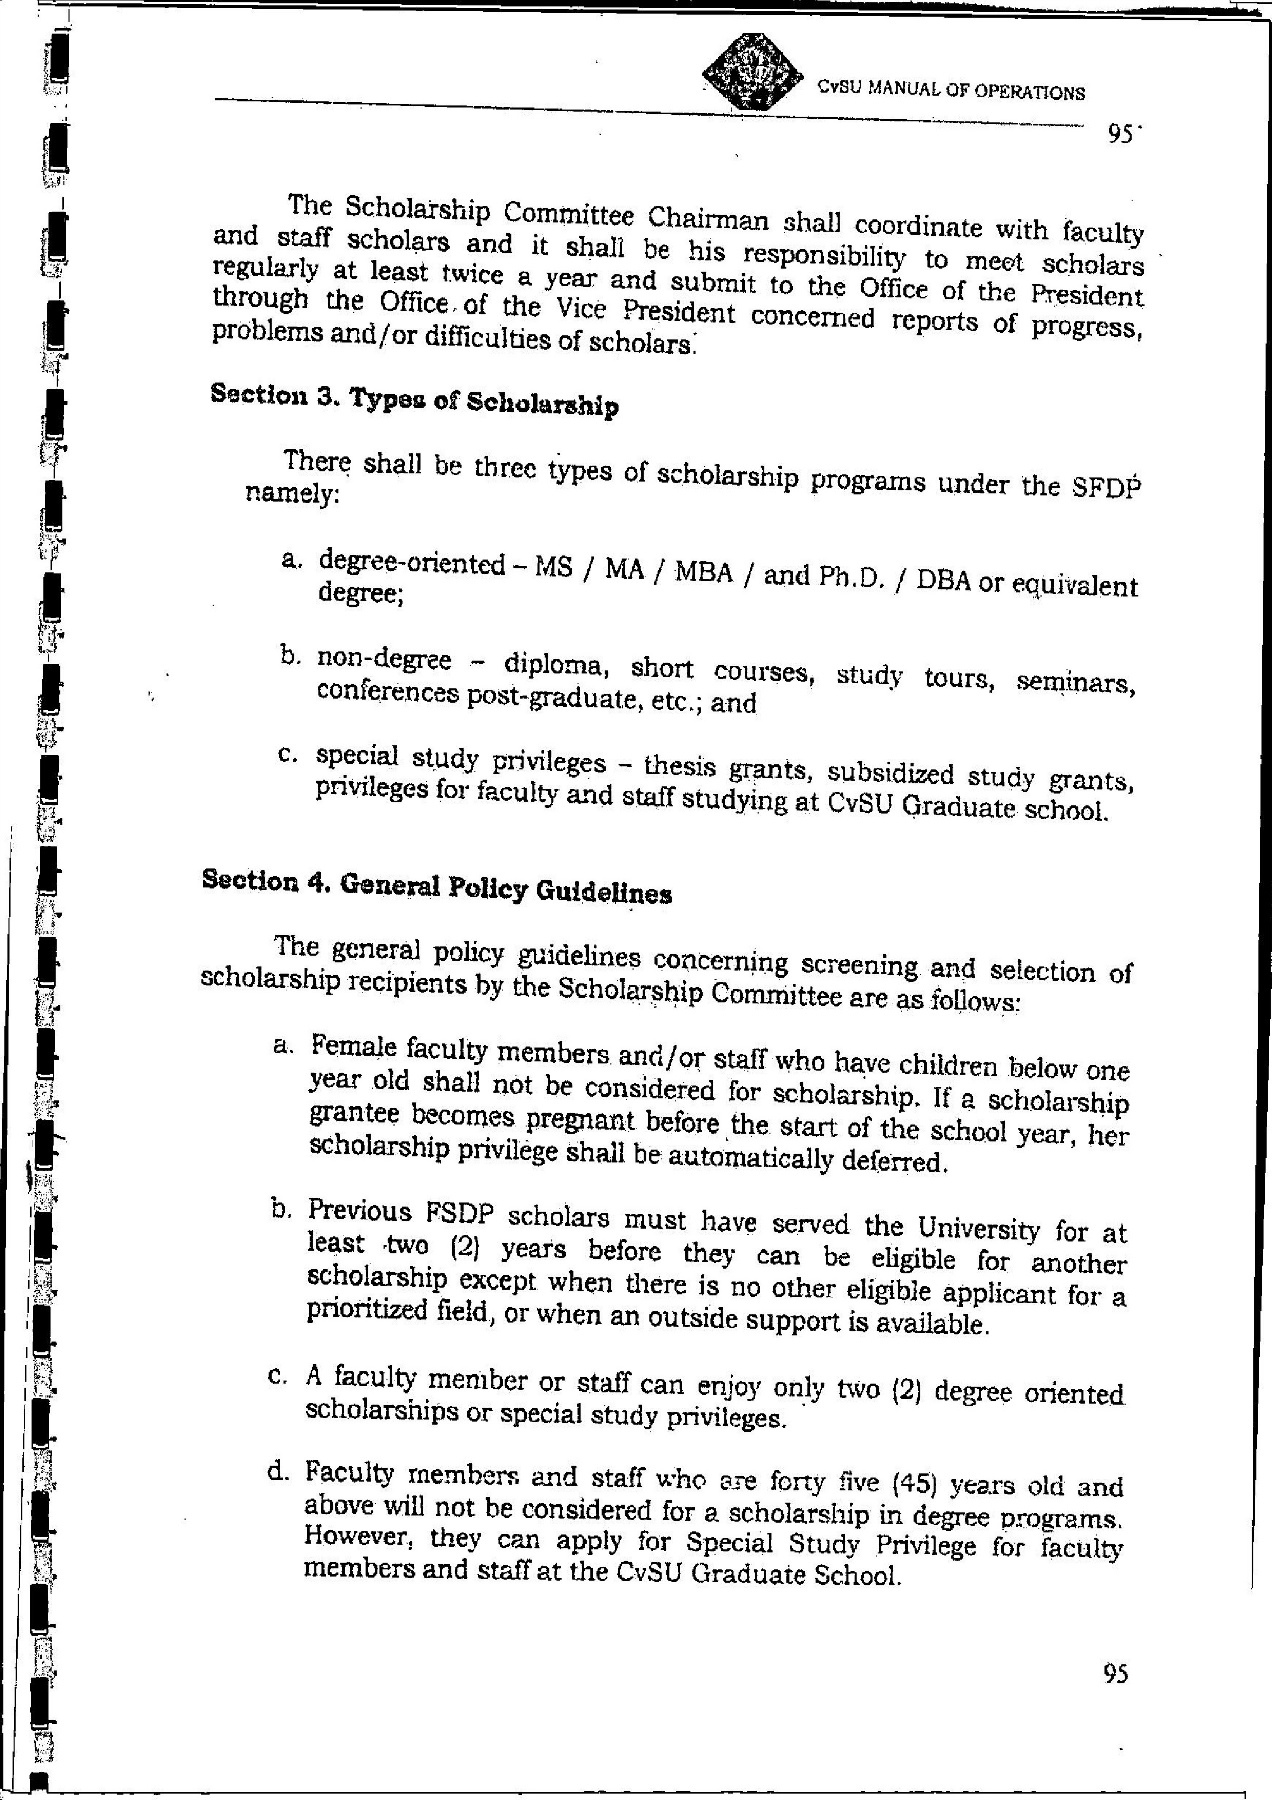 CvSU MANUAL OF OPERATIONS
95
The Scholarship Committee Chairman shall coordinate with faculty
and staff scholars and it shall be his responsibility to meet scholars
regularly at least twice a year and submit to the Office of the President
through the Office of the Vice President concerned reports of progress,
problems and/or difficulties of scholars.
Section 3. Types of Scholarship
There shall be three types of scholarship programs under the SFDP
namely:
a. degree-oriented – MS / MA / MBA / and Ph.D. / DBA or equivalent
degree;
b. non-degree – diploma, short courses, study tours, seminars,
conferences post-graduate, etc.; and
c. special study privileges – thesis grants, subsidized study grants,
privileges for faculty and staff studying at CvSU Graduate school.
Section 4. General Policy Guidelines
The general policy guidelines concerning screening and selection of
scholarship recipients by the Scholarship Committee are as follows:
a. Female faculty members and/or staff who have children below one
year old shall not be considered for scholarship. If a scholarship
grantee becomes pregnant before the start of the school year, her
scholarship privilege shall be automatically deferred.
b. Previous FSDP scholars must have served the University for at
least two (2) years before they can be eligible for another
scholarship except when there is no other eligible applicant for a
prioritized field, or when an outside support is available.
c. A faculty member or staff can enjoy only two (2) degree oriented
scholarships or special study privileges.
d. Faculty members and staff who are forty five (45) years old and
above will not be considered for a scholarship in degree programs.
However, they can apply for Special Study Privilege for faculty
members and staff at the CvSU Graduate School.
95